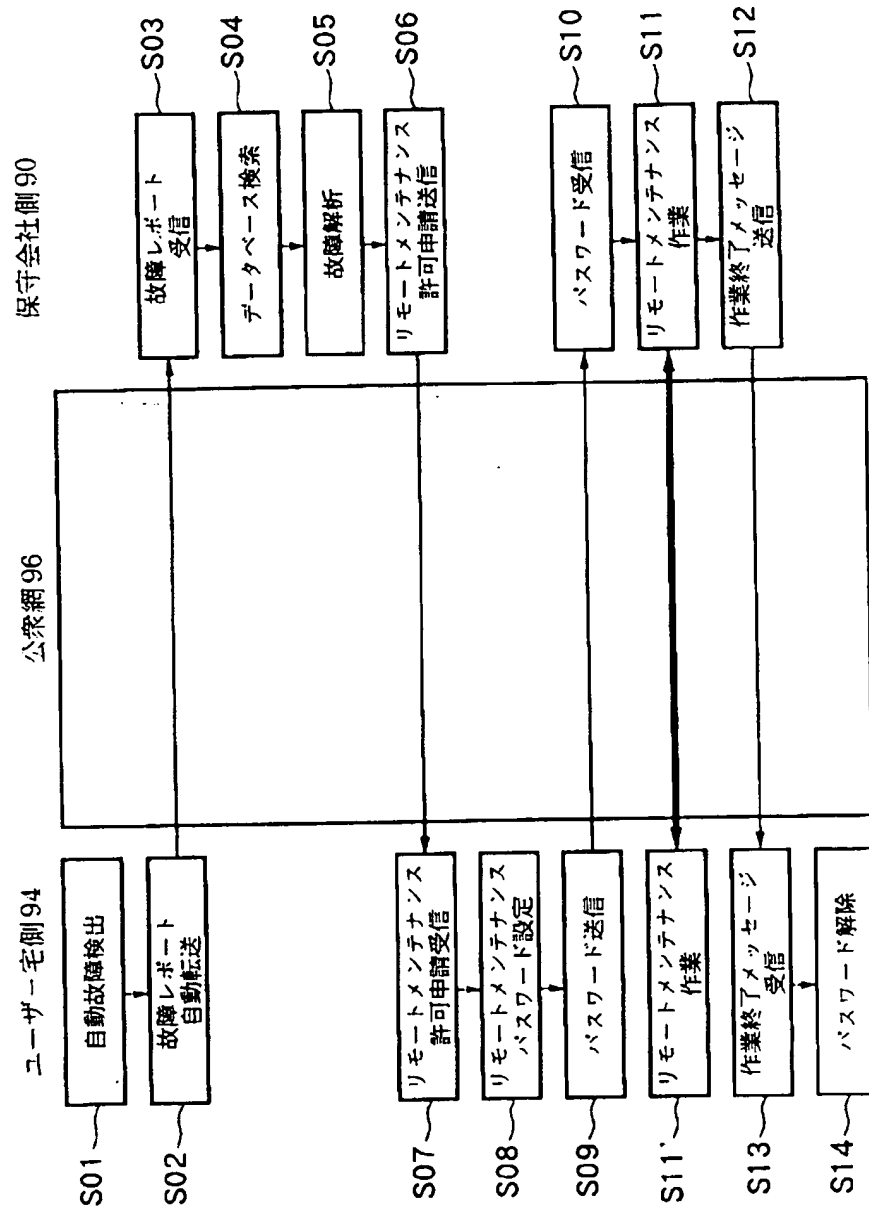 ユーザー宅側94
公衆網96
保守会社側90
S01
自動故障検出
S02
故障レポート
自動転送
故障レポート
受信
S03
データベース検索
S04
故障解析
S05
リモートメンテナンス
許可申請送信
S06
S07
リモートメンテナンス
許可申請受信
S08
リモートメンテナンス
パスワード設定
S09
パスワード送信
パスワード受信
S10
S11'
リモートメンテナンス
作業
リモートメンテナンス
作業
S11
作業終了メッセージ
送信
S12
S13
作業終了メッセージ
受信
S14
パスワード解除